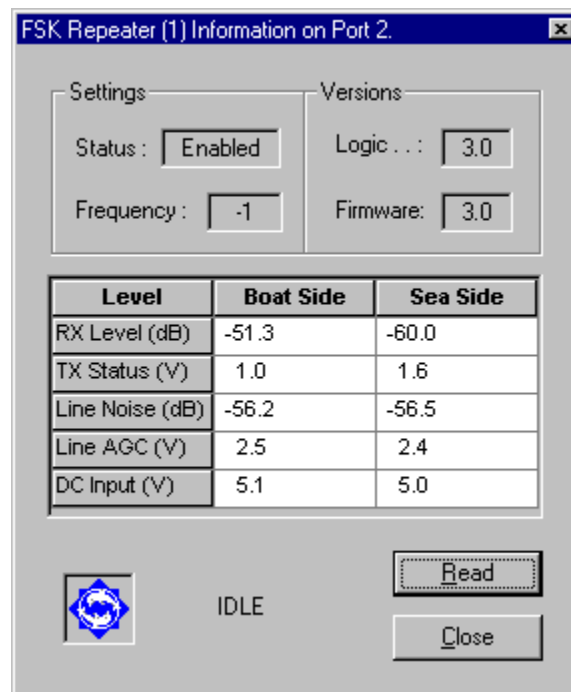 FSK Repeater (1) Information on Port 2.
Settings
Versions
Status : Enabled
Logic . . : 3.0
Frequency : -1
Firmware: 3.0
Level Boat Side Sea Side
RX Level (dB) -51.3 -60.0
TX Status (V) 1.0 1.6
Line Noise (dB) -56.2 -56.5
Line AGC (V) 2.5 2.4
DC Input (V) 5.1 5.0
Read
IDLE
Close